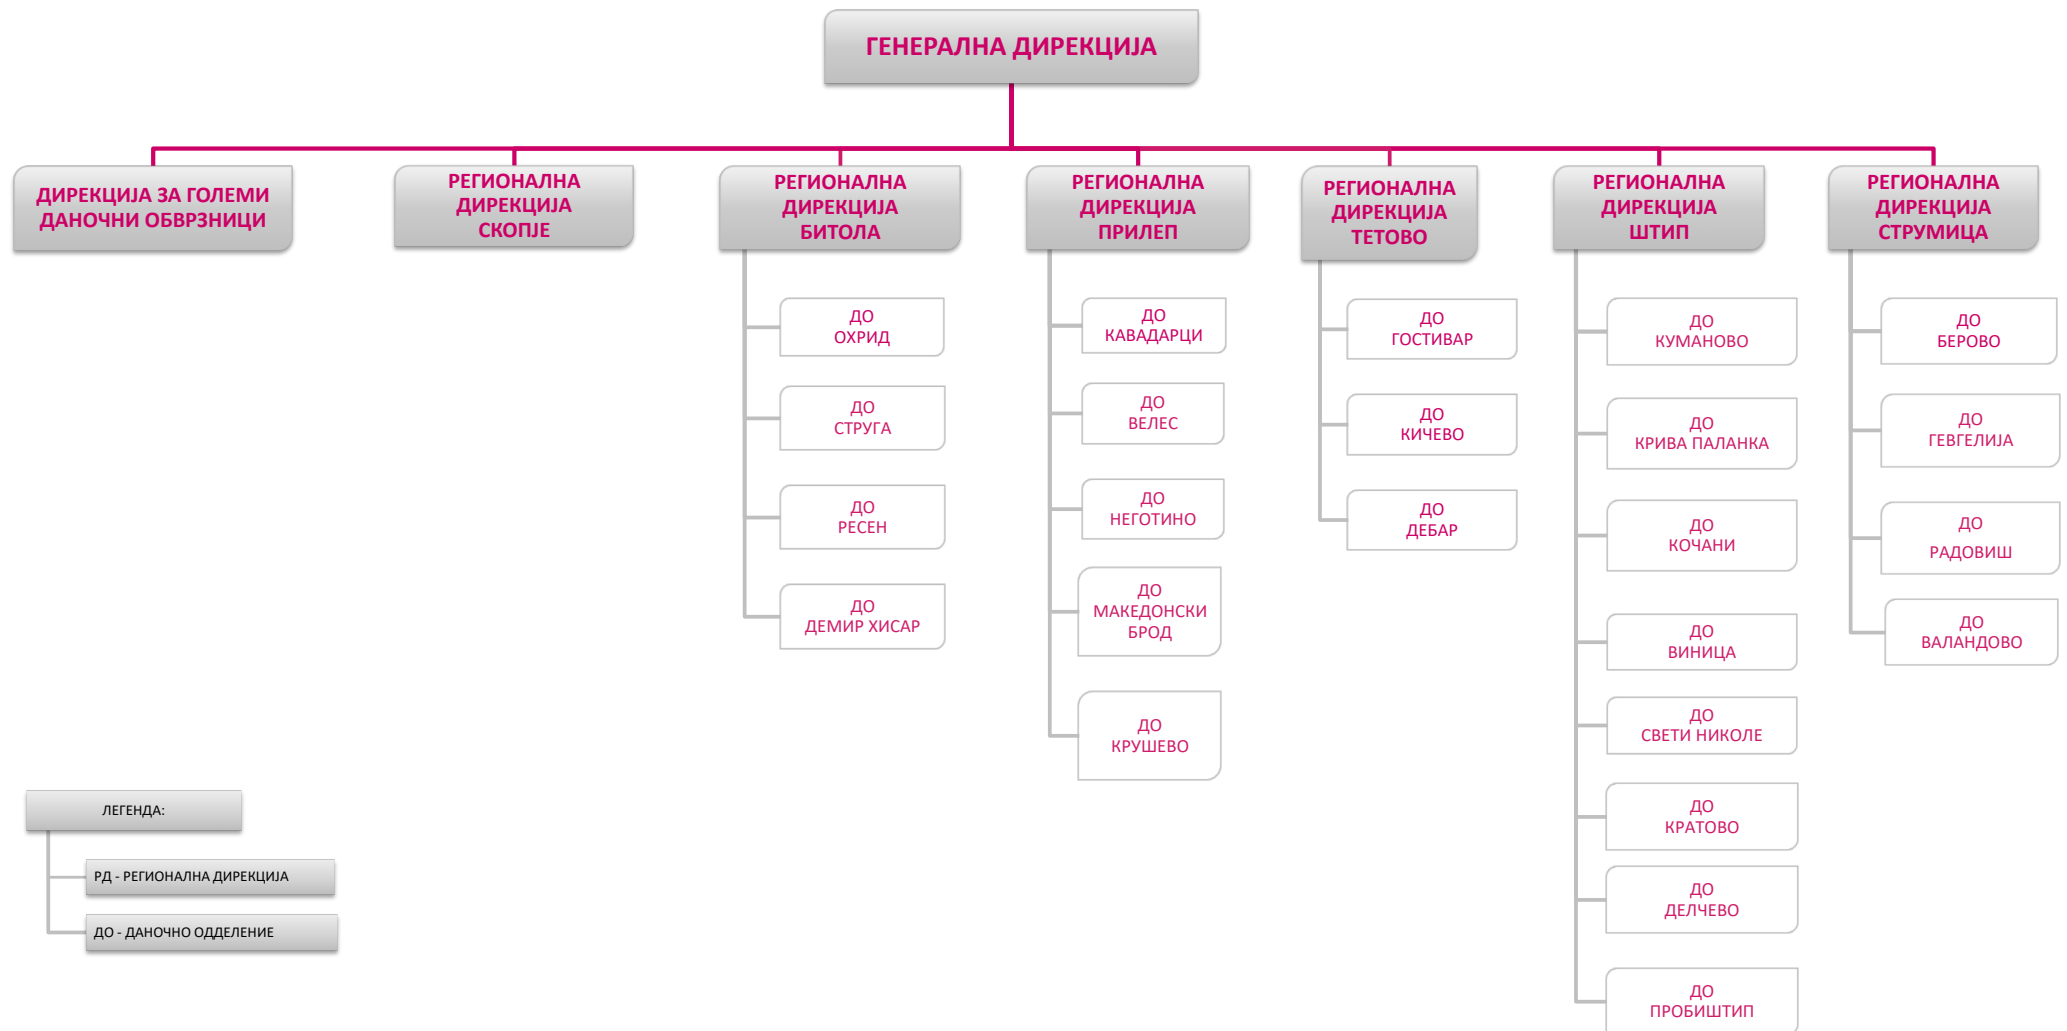 ГЕНЕРАЛНА ДИРЕКЦИЈА
ДИРЕКЦИЈА ЗА ГОЛЕМИ
ДАНОЧНИ ОБВРЗНИЦИ
РЕГИОНАЛНА
ДИРЕКЦИЈА
СКОПЈЕ
РЕГИОНАЛНА
ДИРЕКЦИЈА
БИТОЛА
ДО
ОХРИД
ДО
СТРУГА
ДО
РЕСЕН
ДО
ДЕМИР ХИСАР
РЕГИОНАЛНА
ДИРЕКЦИЈА
ПРИЛЕП
ДО
КАВАДАРЦИ
ДО
ВЕЛЕС
ДО
НЕГОТИНО
ДО
МАКЕДОНСКИ
БРОД
ДО
КРУШЕВО
РЕГИОНАЛНА
ДИРЕКЦИЈА
ТЕТОВО
ДО
ГОСТИВАР
ДО
КИЧЕВО
ДО
ДЕБАР
РЕГИОНАЛНА
ДИРЕКЦИЈА
ШТИП
ДО
КУМАНОВО
ДО
КРИВА ПАЛАНКА
ДО
КОЧАНИ
ДО
ВИНИЦА
ДО
СВЕТИ НИКОЛЕ
ДО
КРАТОВО
ДО
ДЕЛЧЕВО
ДО
ПРОБИШТИП
РЕГИОНАЛНА
ДИРЕКЦИЈА
СТРУМИЦА
ДО
БЕРОВО
ДО
ГЕВГЕЛИЈА
ДО
РАДОВИШ
ДО
ВАЛАНДОВО
ЛЕГЕНДА:
РД - РЕГИОНАЛНА ДИРЕКЦИЈА
ДО - ДАНОЧНО ОДДЕЛЕНИЕ